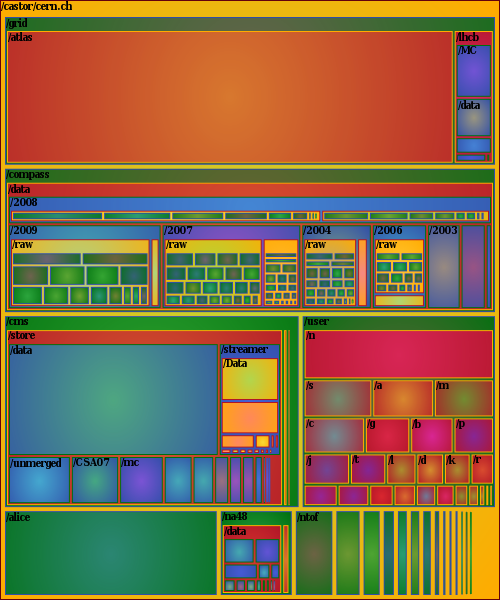 /castor/cern.ch
/grid
/atlas
/lhcb
/MC
/data
/compass
/data
/2008
/2009
/2007
/2004
/2006
/2003
/raw
/raw
/raw
/raw
/cms
/user
/store
/n
/data
/streamer
/Data
/s
/a
/m
/c
/g
/b
/p
/unmerged
/CSA07
/mc
/j
/t
/l
/d
/k
/r
/alice
/na48
/ntof
/data